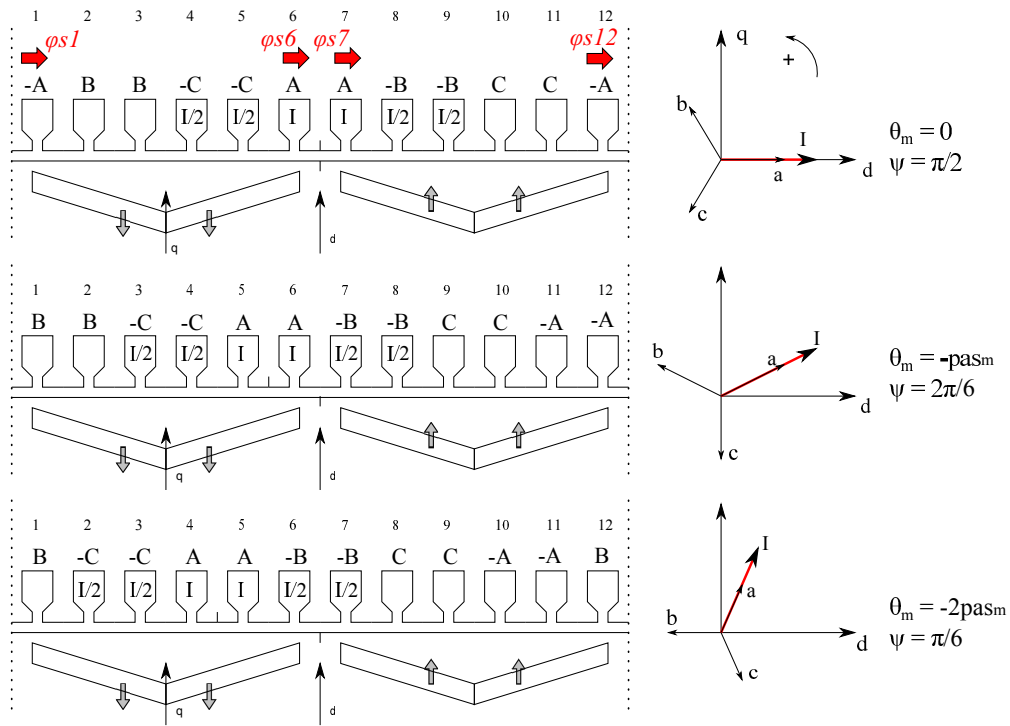 1 2 3 4 5 6 7 8 9 10 11 12
φs1 φs6 φs7 φs12
-A B B -C -C A A -B -B C C -A
I/2 I/2 I I I/2 I/2
q d
q
+
b I
a d
c
θm = 0
ψ = π/2
1 2 3 4 5 6 7 8 9 10 11 12
B B -C -C A A -B -B C C -A -A
I/2 I/2 I I I/2 I/2
q d
I
b a
d
c
θm = -pasm
ψ = 2π/6
1 2 3 4 5 6 7 8 9 10 11 12
B -C -C A A -B -B C C -A -A B
I/2 I/2 I I I/2 I/2
q d
I
a
b d
c
θm = -2pasm
ψ = π/6